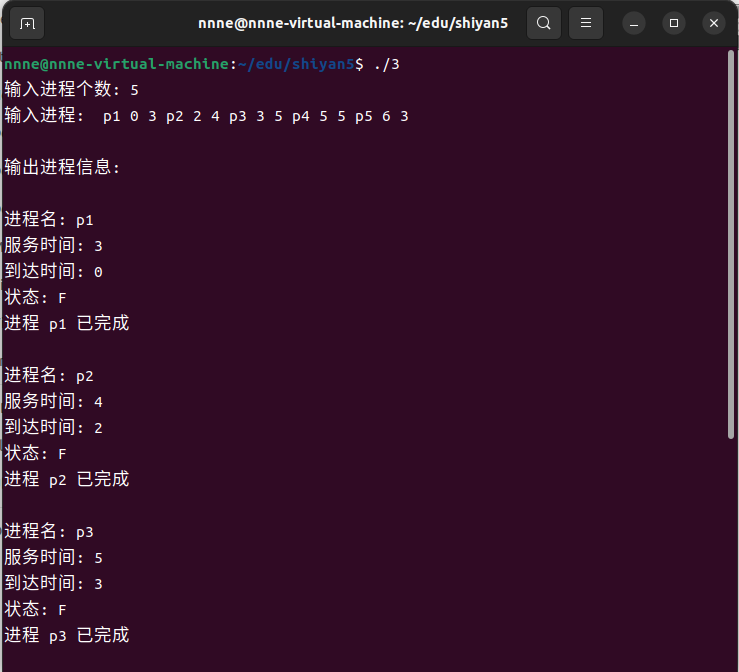 nnne@nnne-virtual-machine: ~/edu/shiyan5
nnne@nnne-virtual-machine:~/edu/shiyan5$ ./3
输入进程个数: 5
输入进程:  p1 0 3 p2 2 4 p3 3 5 p4 5 5 p5 6 3
输出进程信息:
进程名: p1
服务时间: 3
到达时间: 0
状态: F
进程 p1 已完成
进程名: p2
服务时间: 4
到达时间: 2
状态: F
进程 p2 已完成
进程名: p3
服务时间: 5
到达时间: 3
状态: F
进程 p3 已完成